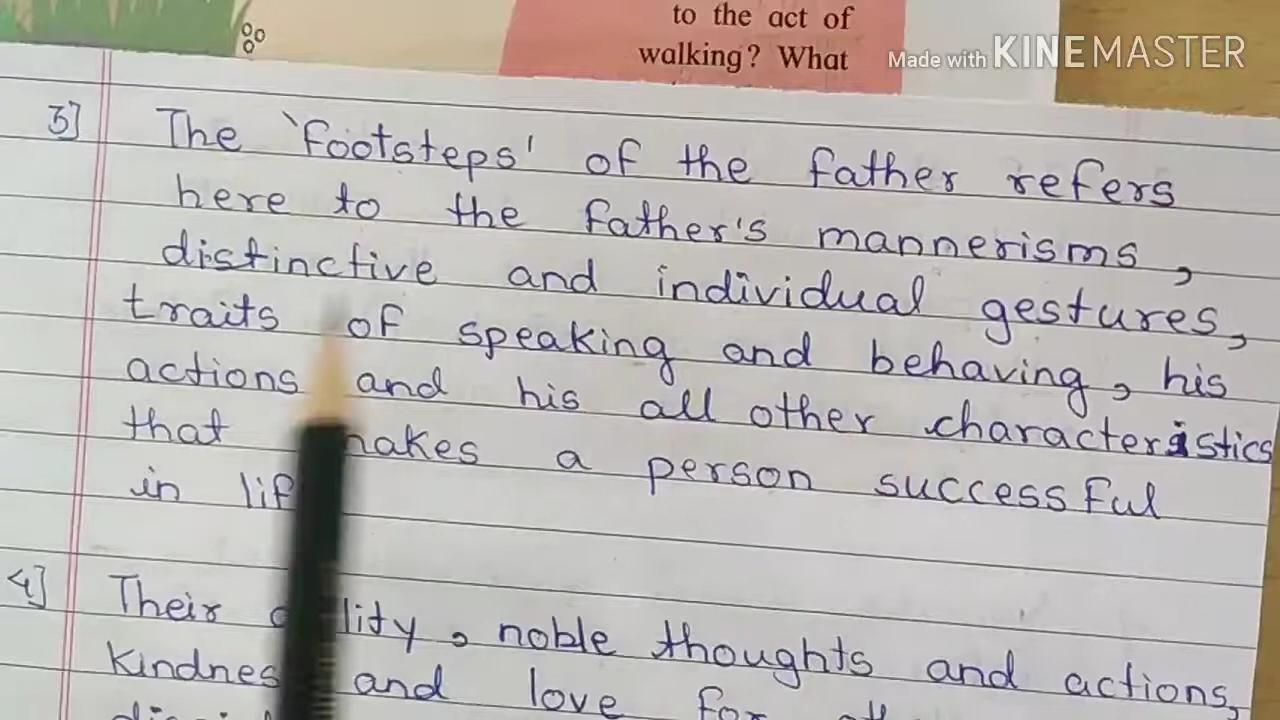 to the act of
walking? What
Made with KINEMASTER
3] The 'footsteps' of the father refers
here to the father's mannerisms,
distinctive and individual gestures,
traits of speaking and behaving, his
actions and his all other characteristics
that makes a person successful
in
4] Their noble thoughts and actions,
and love for